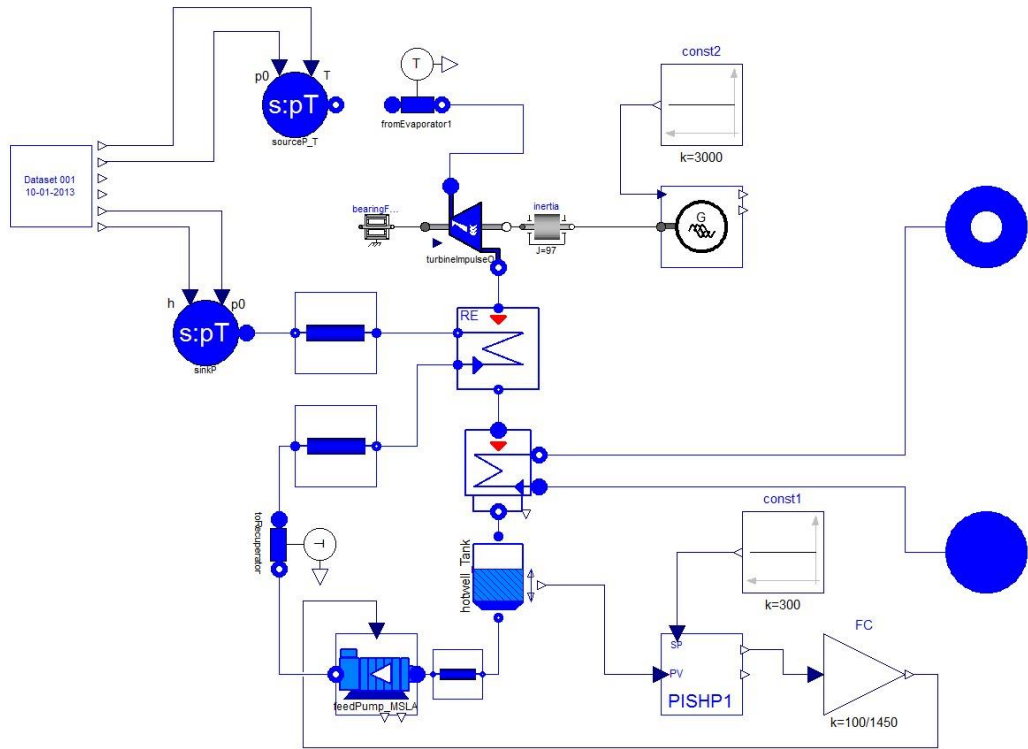 const2
p0
T
T
s:pT
fromEvaporator1
sourceP_T
k=3000
Dataset 001
10-01-2013
bearingF...
inertia
G
turbineImpulseO
J=97
h
p0
RE
s:pT
sinkP
const1
toRecuperator
T
hotwell_Tank
k=300
FC
SP
PV
PISHP1
feedPump_MSLA
k=100/1450